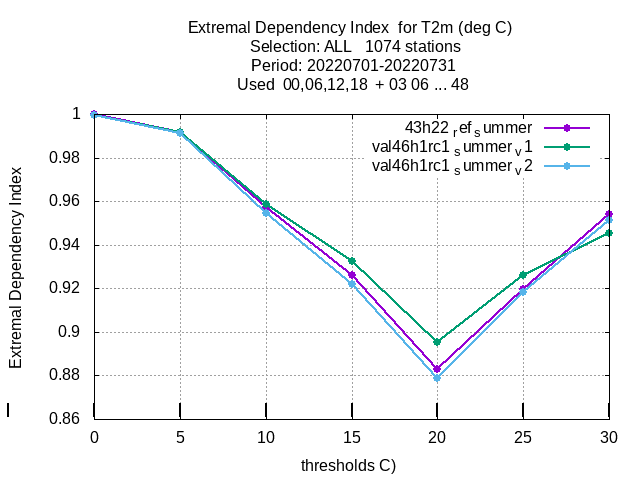 Extremal Dependency Index  for T2m (deg C)
Selection: ALL   1074 stations
Period: 20220701-20220731
Used  00,06,12,18  + 03 06 ... 48
43h22 ref summer
val46h1rc1 summer v1
val46h1rc1 summer v2
1
0.98
0.96
0.94
0.92
0.9
0.88
0.86
Extremal Dependency Index
0 5 10 15 20 25 30
thresholds C)